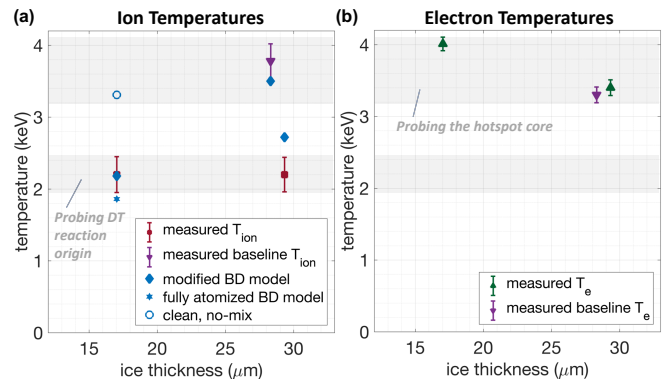 (a) Ion Temperatures
temperature (keV)
4
3
2
1
0
Probing DT
reaction
origin
measured T_ion
measured baseline T_ion
modified BD model
fully atomized BD model
clean, no-mix
15 20 25 30
ice thickness (μm)
(b) Electron Temperatures
temperature (keV)
4
3
2
1
0
Probing the hotspot core
measured T_e
measured baseline T_e
15 20 25 30
ice thickness (μm)